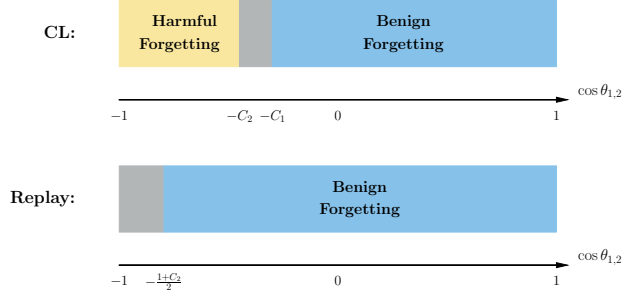 CL:
Harmful Forgetting
Benign Forgetting
cos θ₁,₂
−1 −C₂ −C₁ 0 1
Replay:
Benign Forgetting
cos θ₁,₂
−1 −(1+C₂)/2 0 1